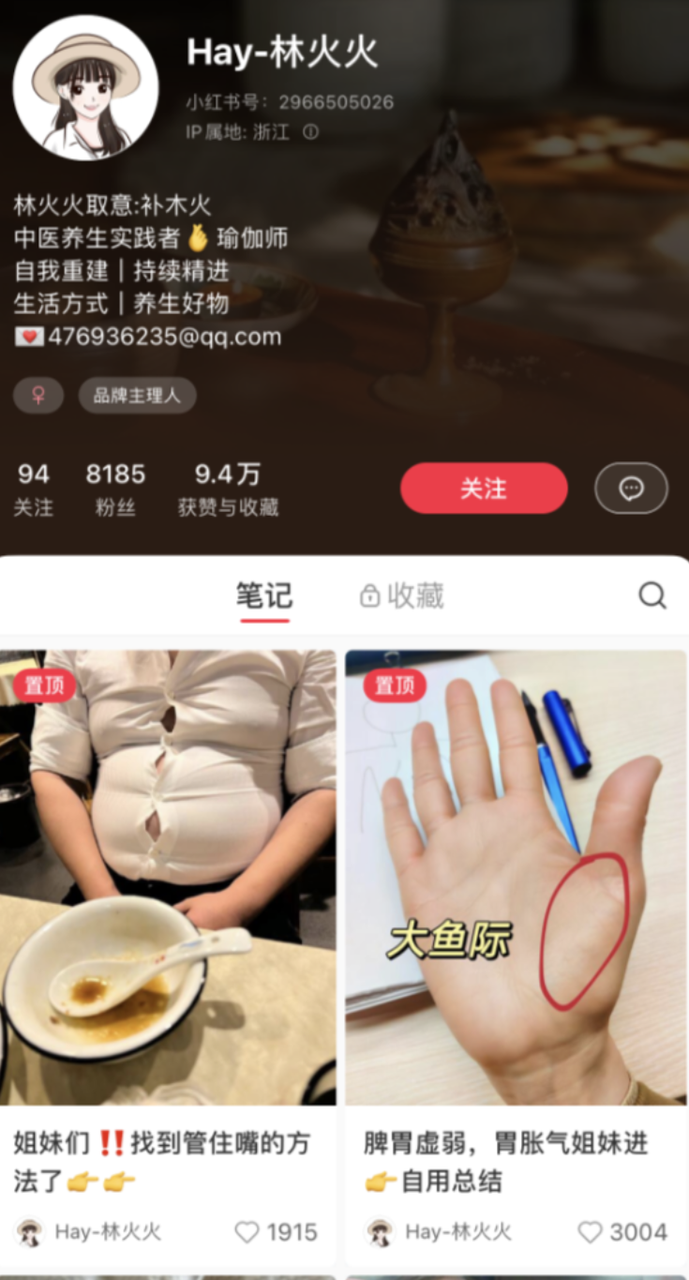 Hay-林火火
小红书号：2966505026
IP属地: 浙江
林火火取意:补木火
中医养生实践者🫰瑜伽师
自我重建｜持续精进
生活方式｜养生好物
💌476936235@qq.com
♀ 品牌主理人
94 8185 9.4万
关注 粉丝 获赞与收藏
关注
笔记 收藏
置顶
置顶
大鱼际
姐妹们‼️找到管住嘴的方
法了👉👉
Hay-林火火 1915
脾胃虚弱，胃胀气姐妹进
👉自用总结
Hay-林火火 3004